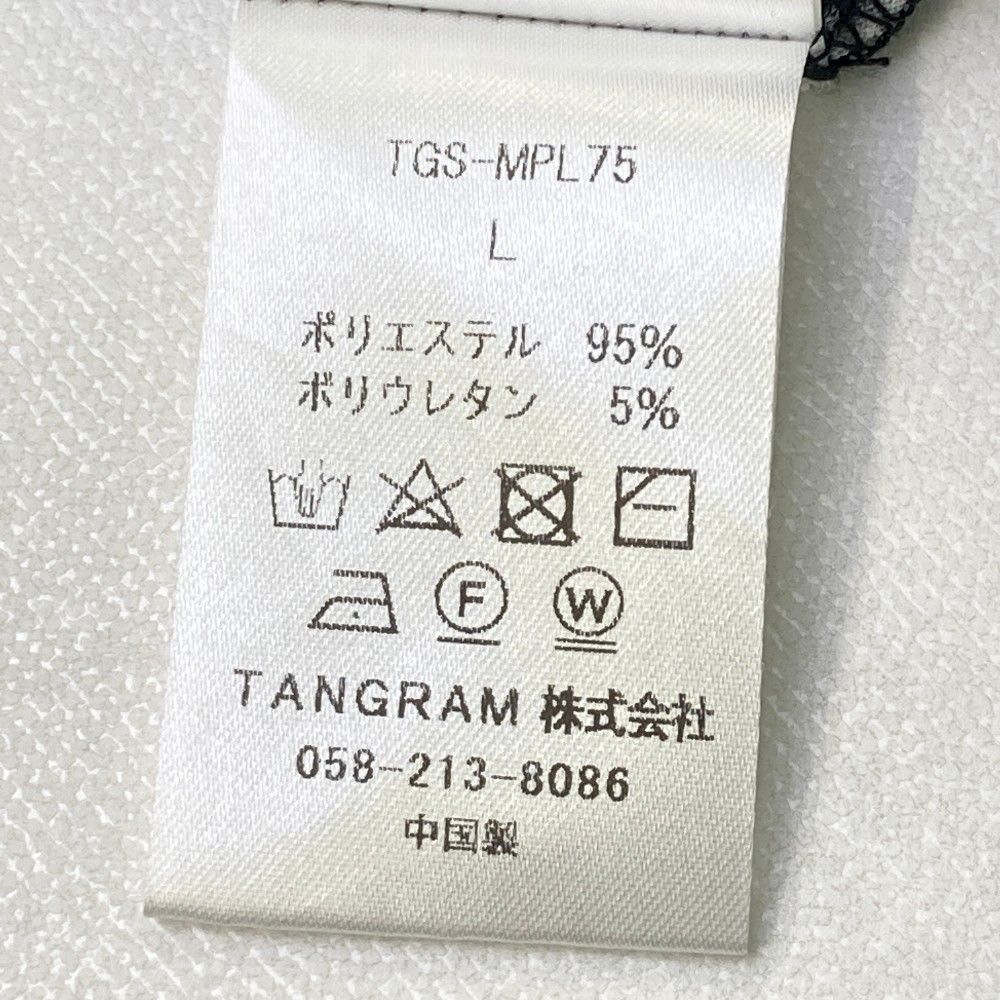 TGS-MPL75
L
ポリエステル 95%
ポリウレタン 5%
F W
TANGRAM 株式会社
058-213-8086
中国製